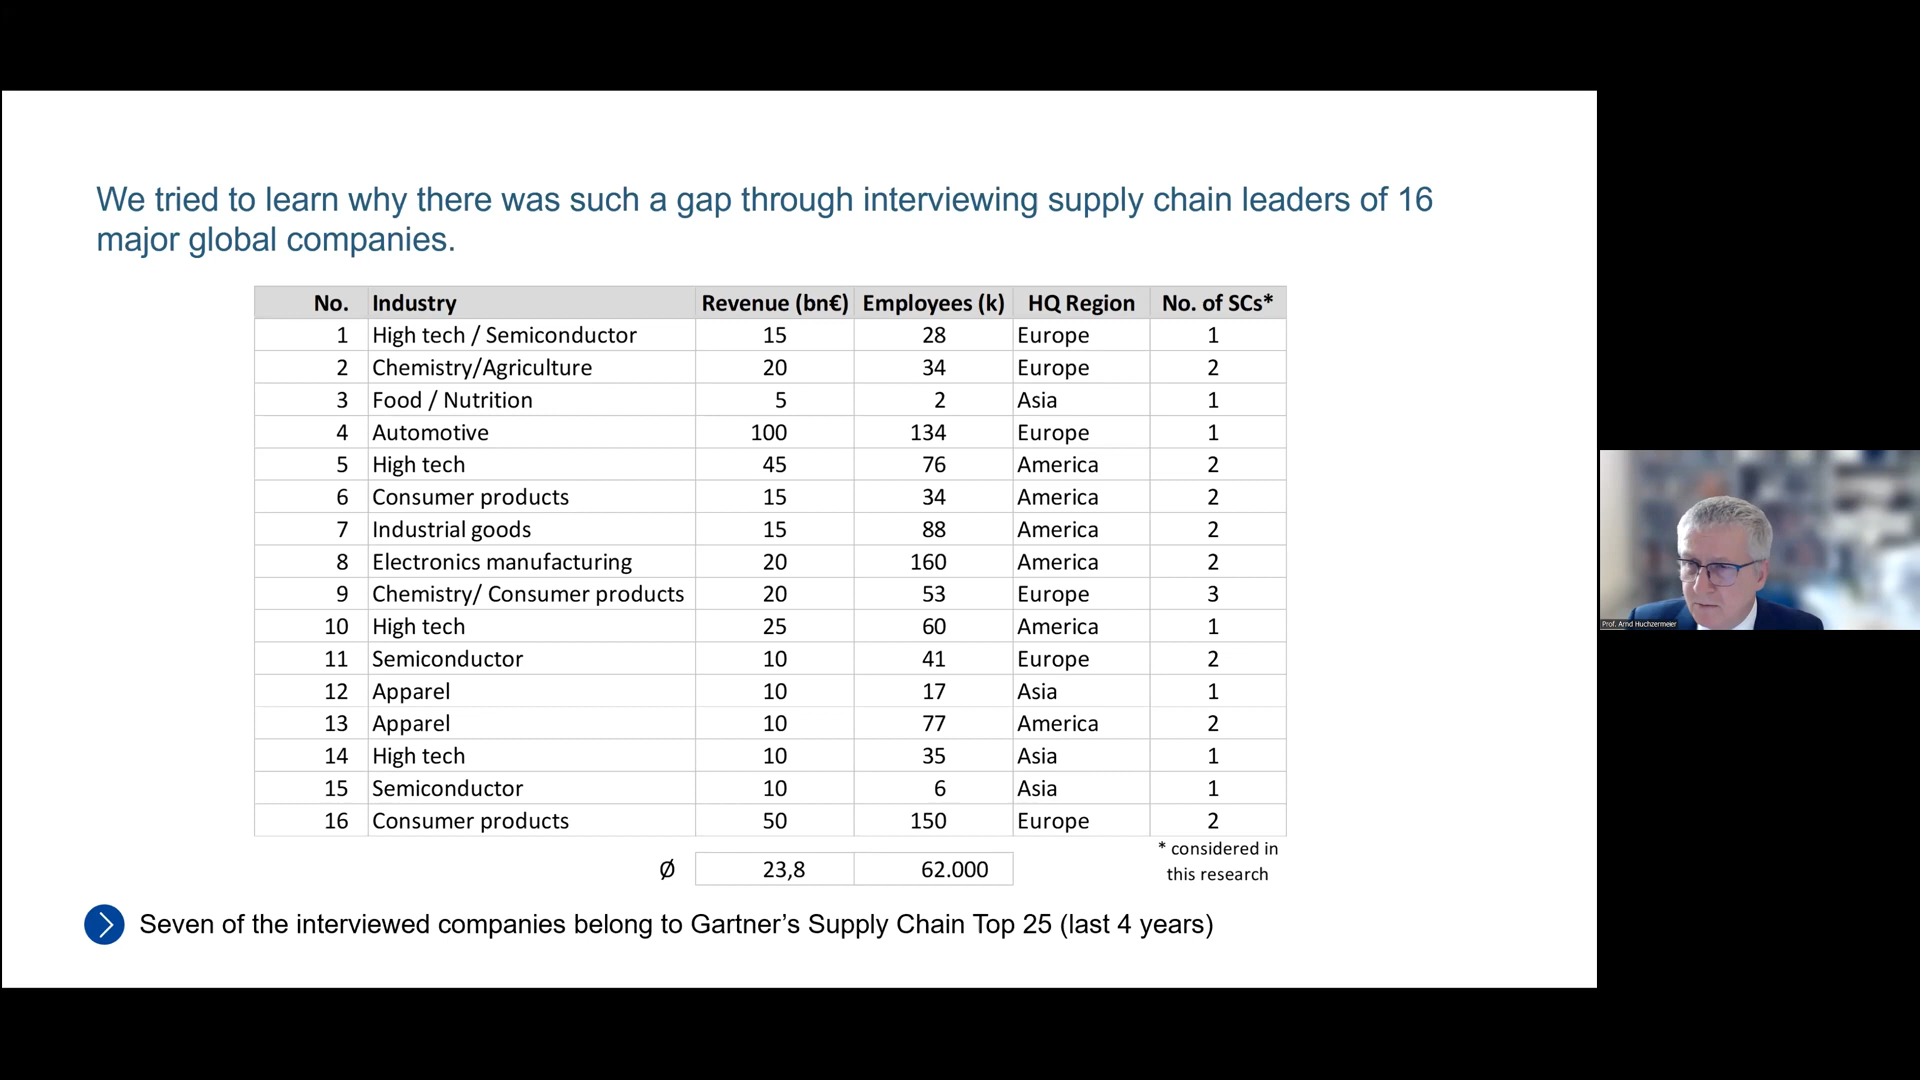 We tried to learn why there was such a gap through interviewing supply chain leaders of 16
major global companies.
No. Industry Revenue (bn€) Employees (k) HQ Region No. of SCs*
1 High tech / Semiconductor 15 28 Europe 1
2 Chemistry/Agriculture 20 34 Europe 2
3 Food / Nutrition 5 2 Asia 1
4 Automotive 100 134 Europe 1
5 High tech 45 76 America 2
6 Consumer products 15 34 America 2
7 Industrial goods 15 88 America 2
8 Electronics manufacturing 20 160 America 2
9 Chemistry/ Consumer products 20 53 Europe 3
10 High tech 25 60 America 1
11 Semiconductor 10 41 Europe 2
12 Apparel 10 17 Asia 1
13 Apparel 10 77 America 2
14 High tech 10 35 Asia 1
15 Semiconductor 10 6 Asia 1
16 Consumer products 50 150 Europe 2
Ø 23,8 62.000
* considered in
this research
Seven of the interviewed companies belong to Gartner’s Supply Chain Top 25 (last 4 years)
Prof. Arnd Huchzermeier